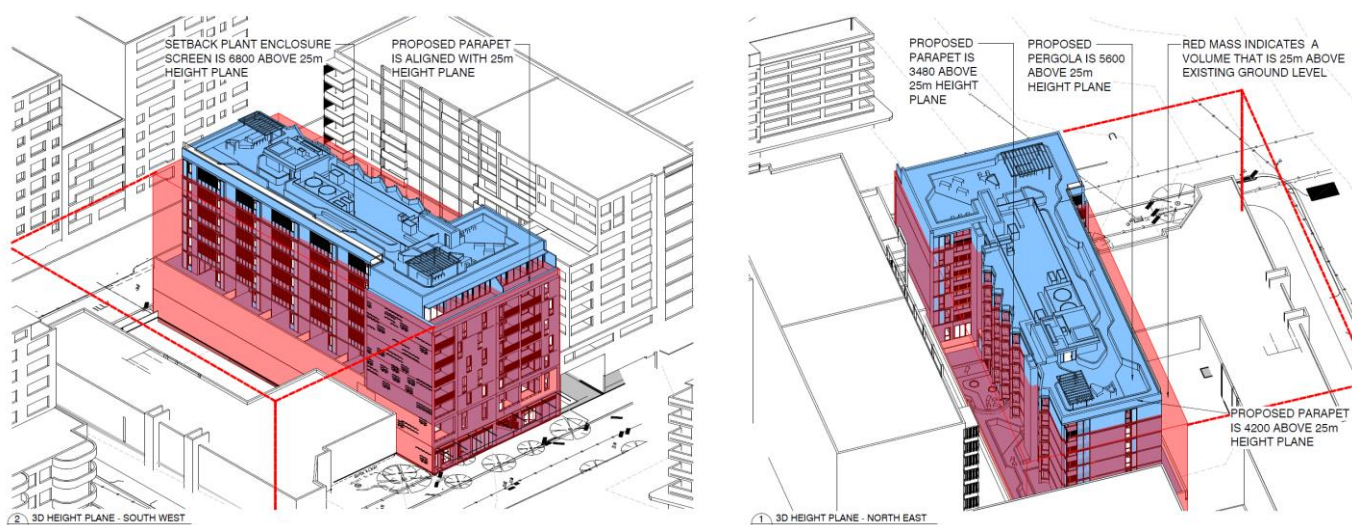 SETBACK PLANT ENCLOSURE
SCREEN IS 6800 ABOVE 25m
HEIGHT PLANE
PROPOSED PARAPET
IS ALIGNED WITH 25m
HEIGHT PLANE
2 3D HEIGHT PLANE - SOUTH WEST
PROPOSED
PARAPET IS
3480 ABOVE
25m HEIGHT
PLANE
PROPOSED
PERGOLA IS 5600
ABOVE 25m
HEIGHT PLANE
RED MASS INDICATES A
VOLUME THAT IS 25m ABOVE
EXISTING GROUND LEVEL
PROPOSED PARAPET
IS 4200 ABOVE 25m
HEIGHT PLANE
1 3D HEIGHT PLANE - NORTH EAST